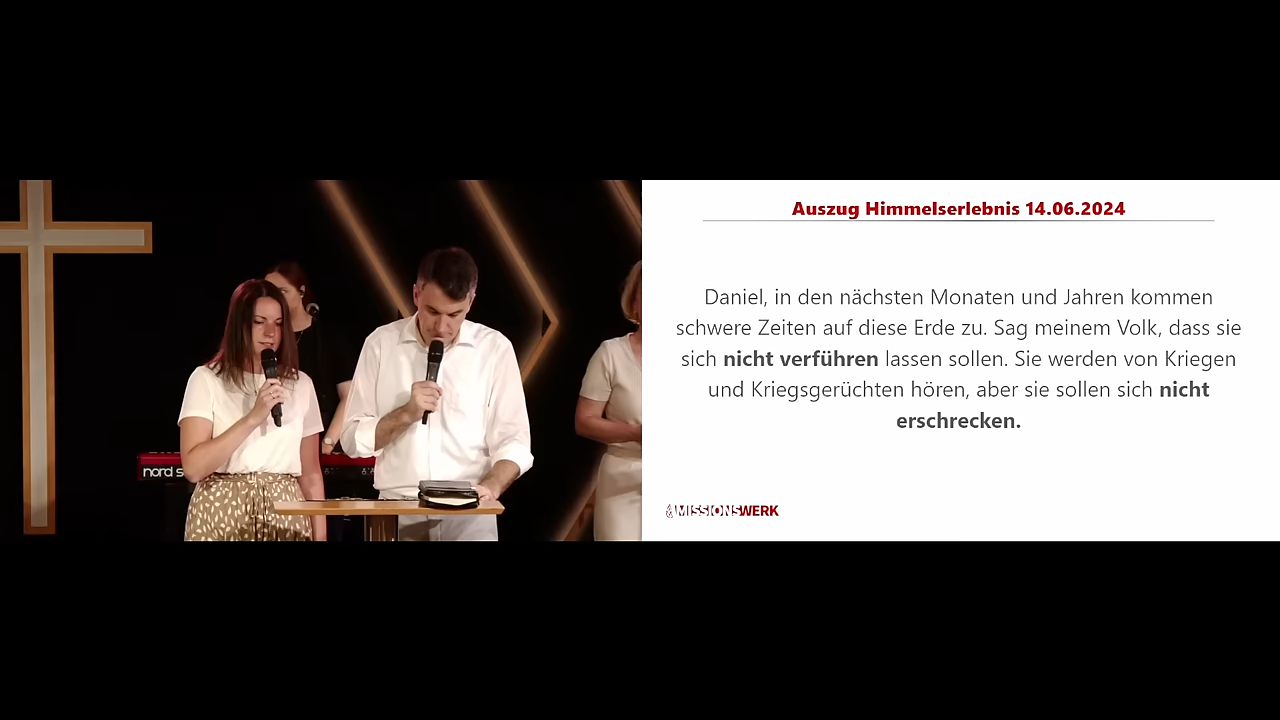 Auszug Himmelserlebnis 14.06.2024
Daniel, in den nächsten Monaten und Jahren kommen
schwere Zeiten auf diese Erde zu. Sag meinem Volk, dass sie
sich nicht verführen lassen sollen. Sie werden von Kriegen
und Kriegsgerüchten hören, aber sie sollen sich nicht
erschrecken.
MISSIONSWERK
nord s